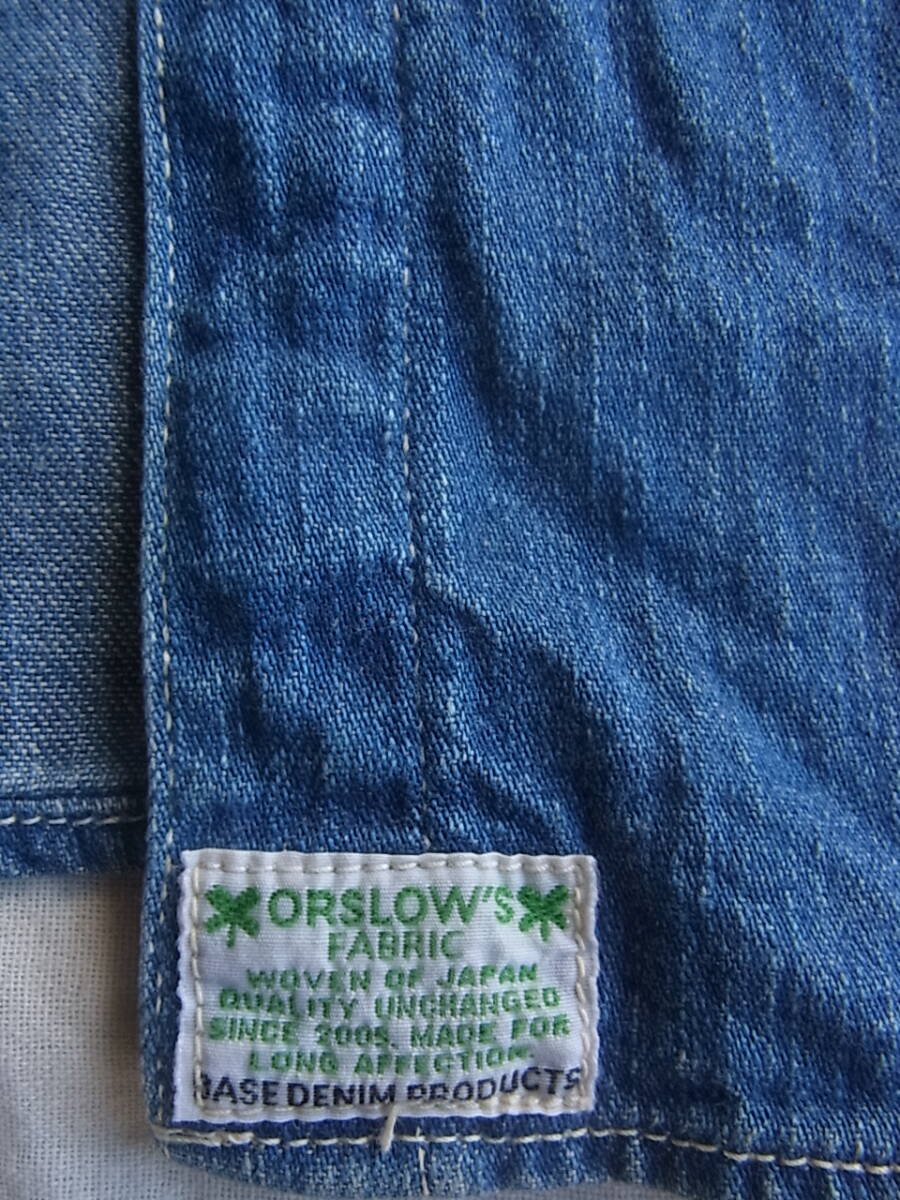 ORSLOW'S
FABRIC
WOVEN OF JAPAN
QUALITY UNCHANGED
SINCE 2005. MADE FOR
LONG AFFECTION.
BASE DENIM PRODUCTS